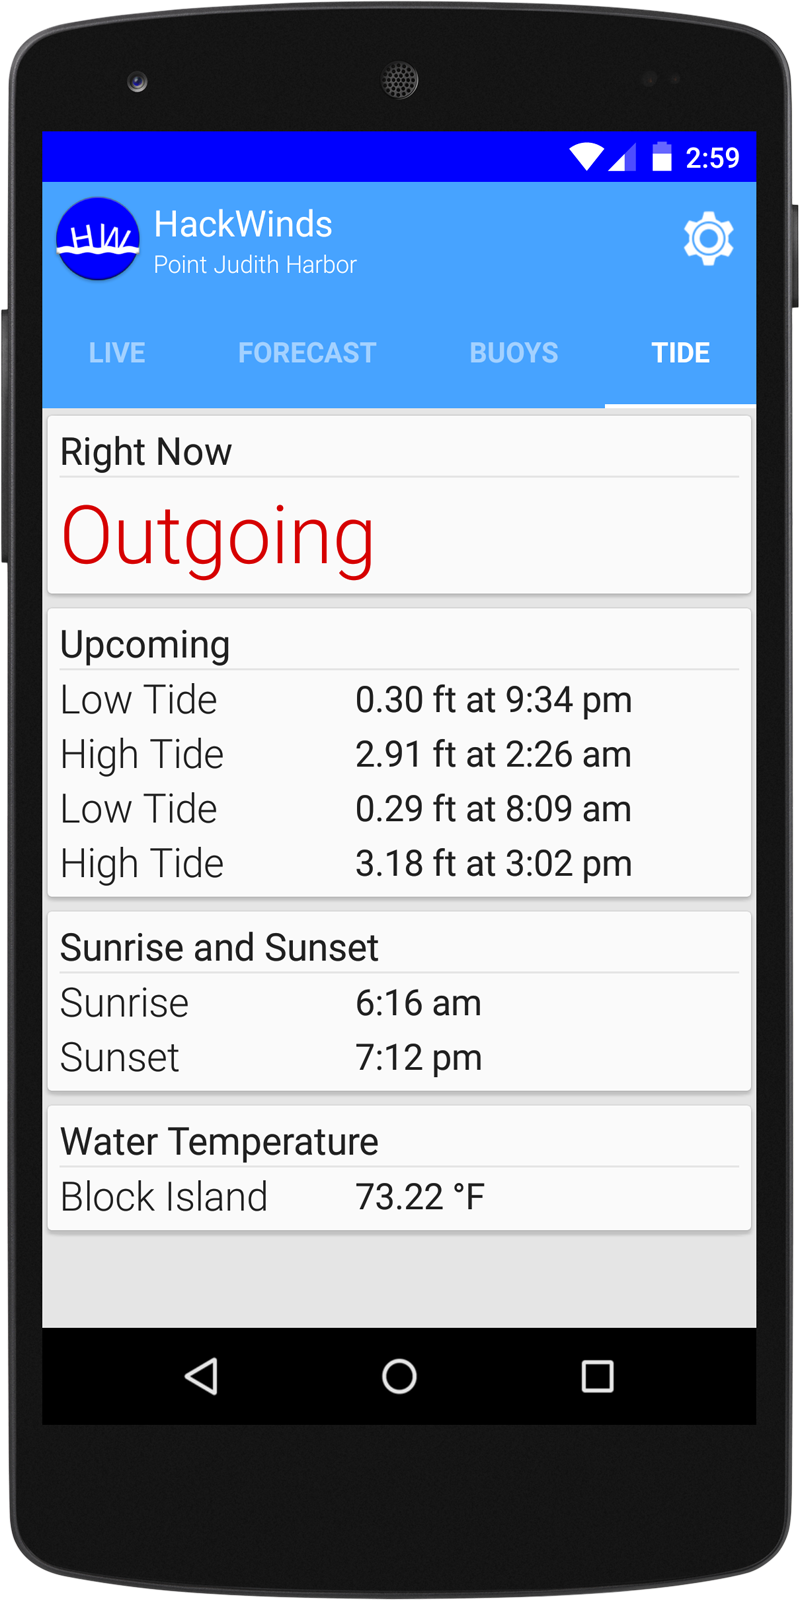 2:59
HW
HackWinds
Point Judith Harbor
LIVE FORECAST BUOYS TIDE
Right Now
Outgoing
Upcoming
Low Tide 0.30 ft at 9:34 pm
High Tide 2.91 ft at 2:26 am
Low Tide 0.29 ft at 8:09 am
High Tide 3.18 ft at 3:02 pm
Sunrise and Sunset
Sunrise 6:16 am
Sunset 7:12 pm
Water Temperature
Block Island 73.22 °F